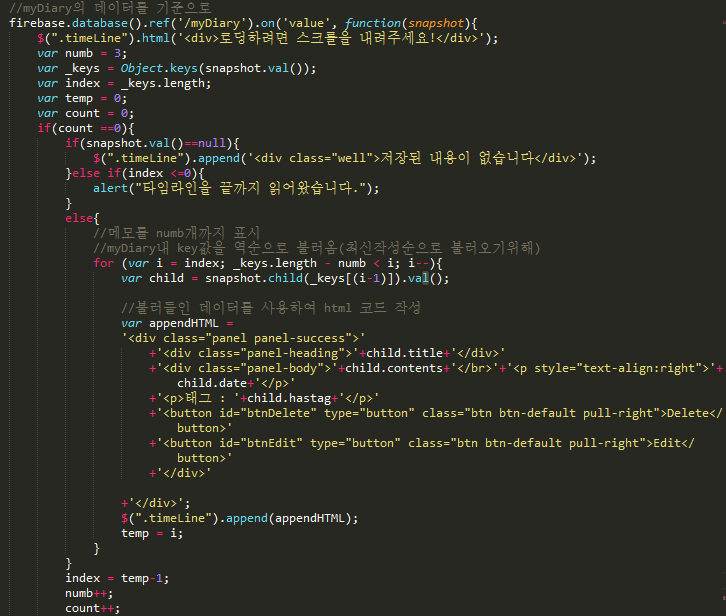 //myDiary의 데이터를 기준으로
firebase.database().ref('/myDiary').on('value', function(snapshot){
$(".timeLine").html('<div>로딩하려면 스크롤을 내려주세요!</div>');
var numb = 3;
var _keys = Object.keys(snapshot.val());
var index = _keys.length;
var temp = 0;
var count = 0;
if(count ==0){
if(snapshot.val()==null){
$(".timeLine").append('<div class="well">저장된 내용이 없습니다</div>');
}else if(index <=0){
alert("타임라인을 끝까지 읽어왔습니다.");
}
else{
//메모를 numb개까지 표시
//myDiary내 key값을 역순으로 불러옴(최신작성순으로 불러오기위해)
for (var i = index; _keys.length - numb < i; i--){
var child = snapshot.child(_keys[(i-1)]).val();
//불러들인 데이터를 사용하여 html 코드 작성
var appendHTML =
'<div class="panel panel-success">'
+'<div class="panel-heading">'+child.title+'</div>'
+'<div class="panel-body">'+child.contents+'</br>'+'<p style="text-align:right">'+
child.date+'</p>'
+'<p>태그 : '+child.hastag+'</p>'
+'<button id="btnDelete" type="button" class="btn btn-default pull-right">Delete</
button>'
+'<button id="btnEdit" type="button" class="btn btn-default pull-right">Edit</
button>'
+'</div>'
+'</div>';
$(".timeLine").append(appendHTML);
temp = i;
}
}
index = temp-1;
numb++;
count++;